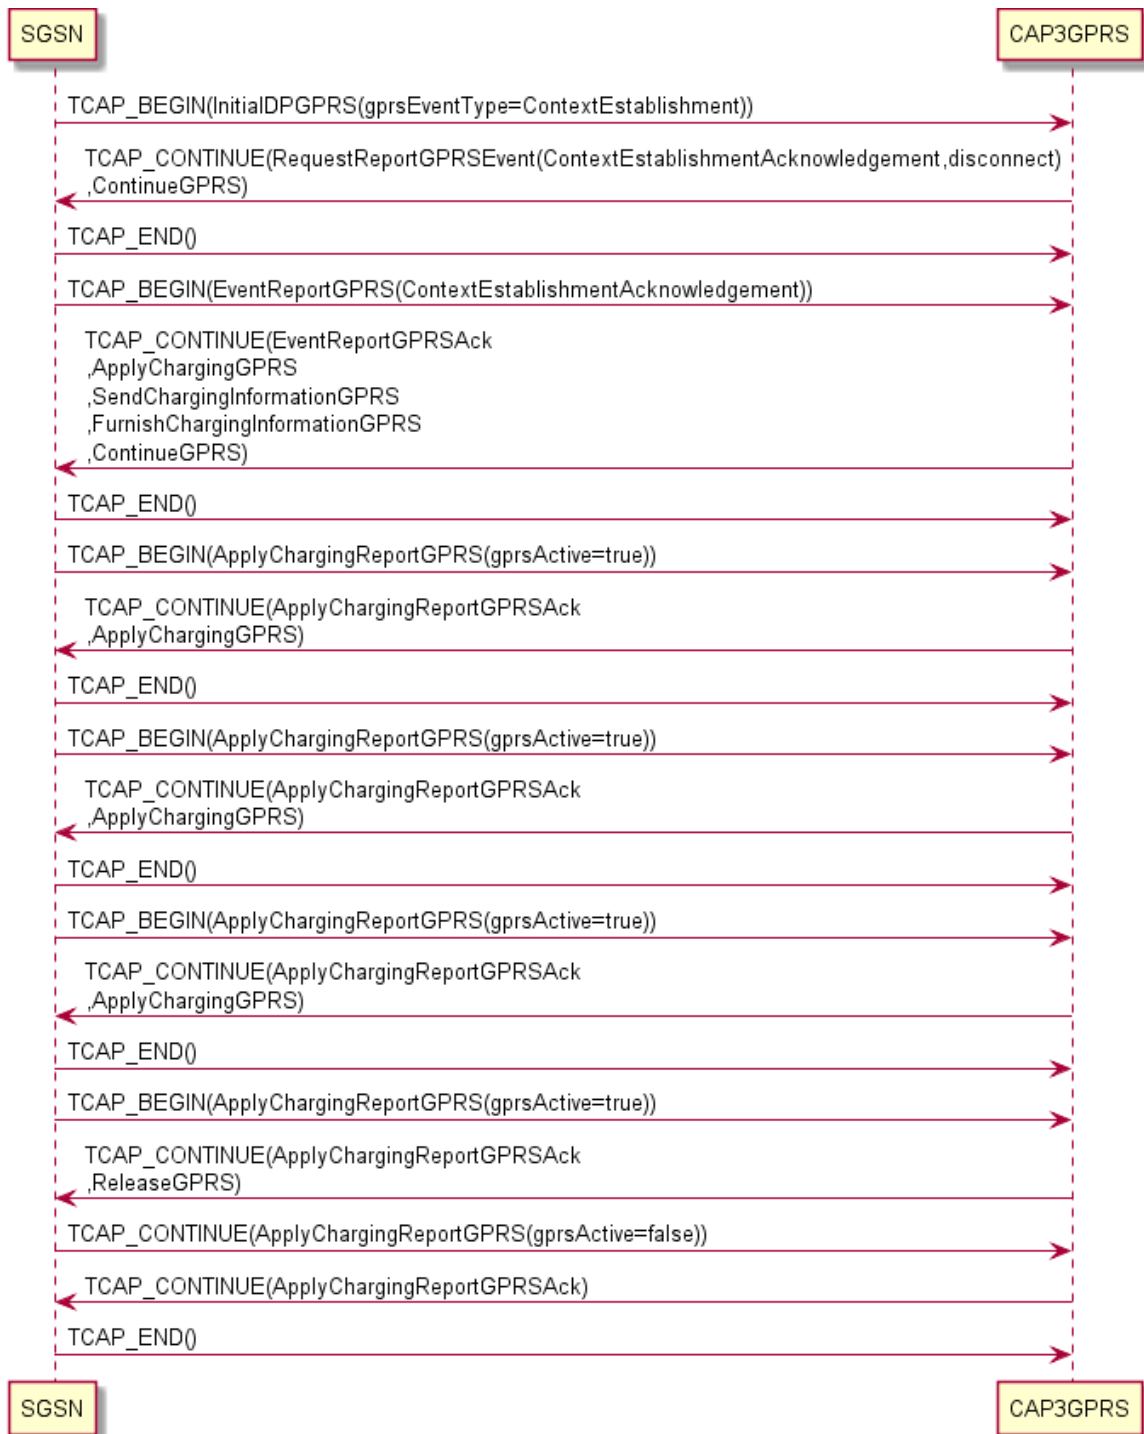 SGSN
CAP3GPRS
TCAP_BEGIN(InitialDPGPRS(gprsEventType=ContextEstablishment))
TCAP_CONTINUE(RequestReportGPRSEvent(ContextEstablishmentAcknowledgement,disconnect)
,ContinueGPRS)
TCAP_END()
TCAP_BEGIN(EventReportGPRS(ContextEstablishmentAcknowledgement))
TCAP_CONTINUE(EventReportGPRSAck
,ApplyChargingGPRS
,SendChargingInformationGPRS
,FurnishChargingInformationGPRS
,ContinueGPRS)
TCAP_END()
TCAP_BEGIN(ApplyChargingReportGPRS(gprsActive=true))
TCAP_CONTINUE(ApplyChargingReportGPRSAck
,ApplyChargingGPRS)
TCAP_END()
TCAP_BEGIN(ApplyChargingReportGPRS(gprsActive=true))
TCAP_CONTINUE(ApplyChargingReportGPRSAck
,ApplyChargingGPRS)
TCAP_END()
TCAP_BEGIN(ApplyChargingReportGPRS(gprsActive=true))
TCAP_CONTINUE(ApplyChargingReportGPRSAck
,ApplyChargingGPRS)
TCAP_END()
TCAP_BEGIN(ApplyChargingReportGPRS(gprsActive=true))
TCAP_CONTINUE(ApplyChargingReportGPRSAck
,ReleaseGPRS)
TCAP_CONTINUE(ApplyChargingReportGPRS(gprsActive=false))
TCAP_CONTINUE(ApplyChargingReportGPRSAck)
TCAP_END()
SGSN
CAP3GPRS